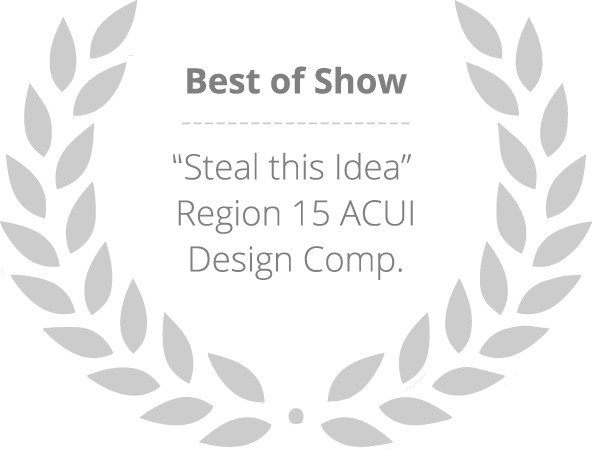 Best of Show
“Steal this Idea”
Region 15 ACUI
Design Comp.